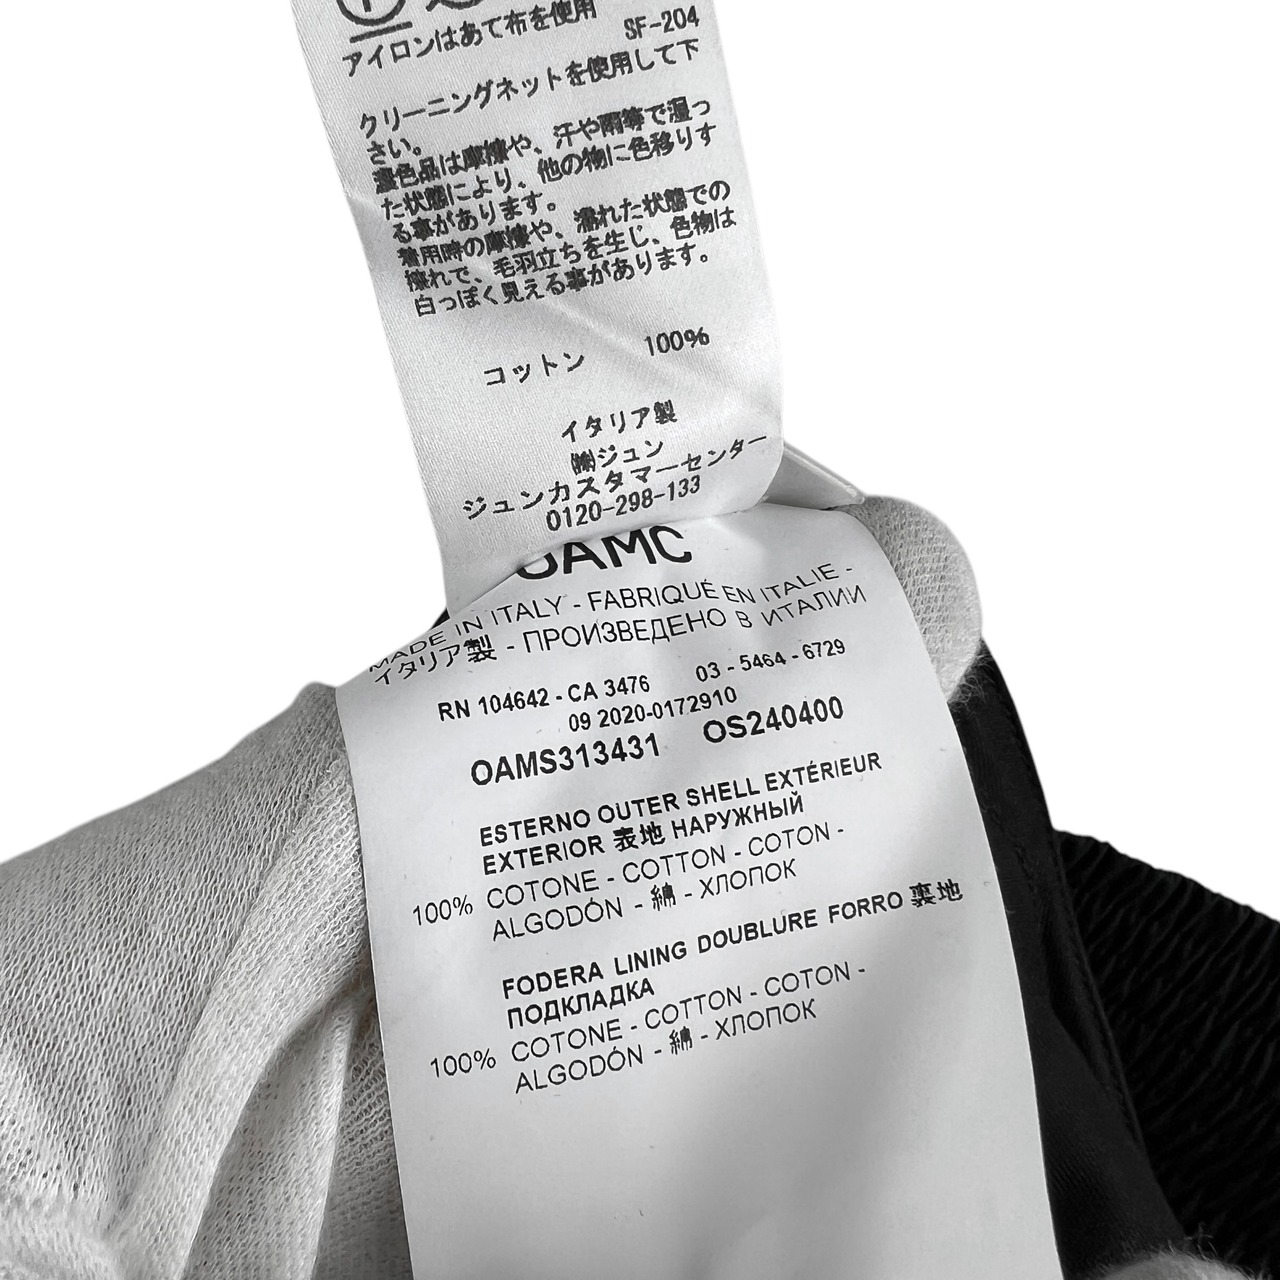 アイロンはあて布を使用
SF-204
クリーニングネットを使用して下
さい。
濃色品は摩擦や、汗や雨等で湿っ
た状態により、他の物に色移りす
る事があります。
着用時の摩擦や、濡れた状態での
擦れで、毛羽立ちを生じ、色物は
白っぽく見える事があります。
コットン 100%
イタリア製
㈱ジュン
ジュンカスタマーセンター
0120-298-133
OAMC
MADE IN ITALY - FABRIQUÉ EN ITALIE -
イタリア製 - ПРОИЗВЕДЕНО В ИТАЛИИ
RN 104642 - CA 3476 03 - 5464 - 6729
09 2020-0172910
OAMS313431 OS240400
ESTERNO OUTER SHELL EXTÉRIEUR
EXTERIOR 表地 НАРУЖНЫЙ
100% COTONE - COTTON - COTON -
ALGODÓN - 綿 - ХЛОПОК
FODERA LINING DOUBLURE FORRO 裏地
ПОДКЛАДКА
100% COTONE - COTTON - COTON -
ALGODÓN - 綿 - ХЛОПОК